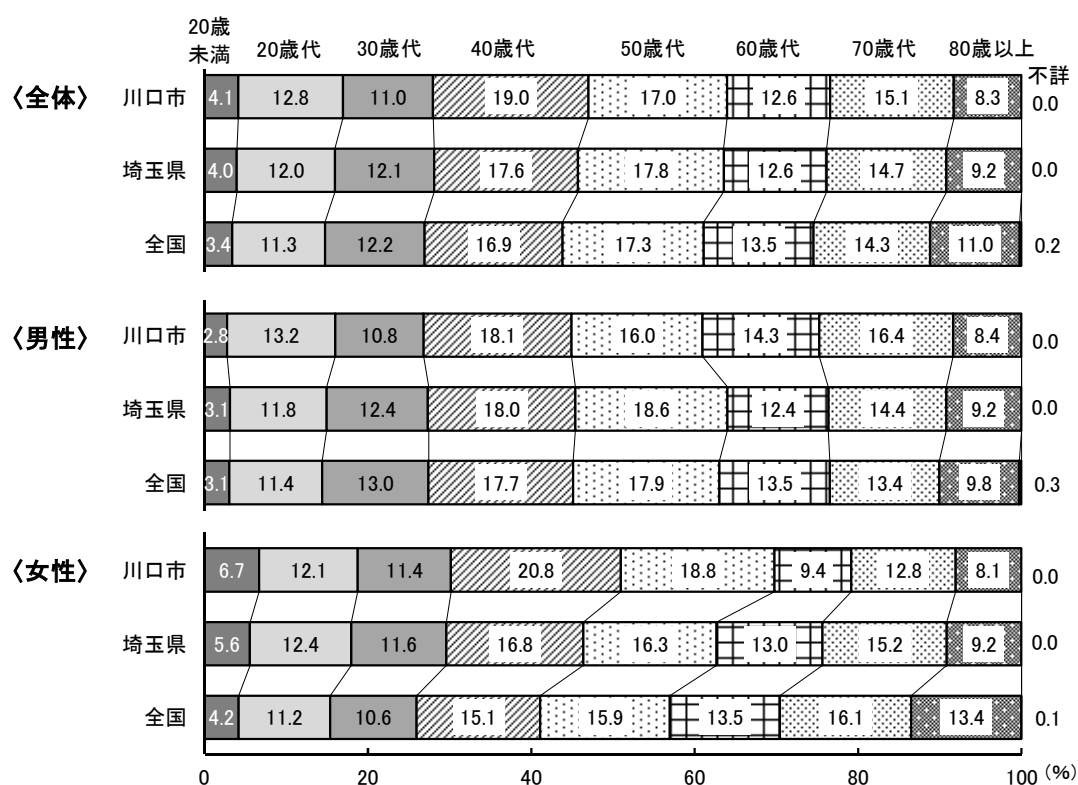 20歳
未満 20歳代 30歳代 40歳代 50歳代 60歳代 70歳代 80歳以上
不詳
〈全体〉 川口市 4.1 12.8 11.0 19.0 17.0 12.6 15.1 8.3 0.0
埼玉県 4.0 12.0 12.1 17.6 17.8 12.6 14.7 9.2 0.0
全国 3.4 11.3 12.2 16.9 17.3 13.5 14.3 11.0 0.2
〈男性〉 川口市 2.8 13.2 10.8 18.1 16.0 14.3 16.4 8.4 0.0
埼玉県 3.1 11.8 12.4 18.0 18.6 12.4 14.4 9.2 0.0
全国 3.1 11.4 13.0 17.7 17.9 13.5 13.4 9.8 0.3
〈女性〉 川口市 6.7 12.1 11.4 20.8 18.8 9.4 12.8 8.1 0.0
埼玉県 5.6 12.4 11.6 16.8 16.3 13.0 15.2 9.2 0.0
全国 4.2 11.2 10.6 15.1 15.9 13.5 16.1 13.4 0.1
0 20 40 60 80 100 (%)